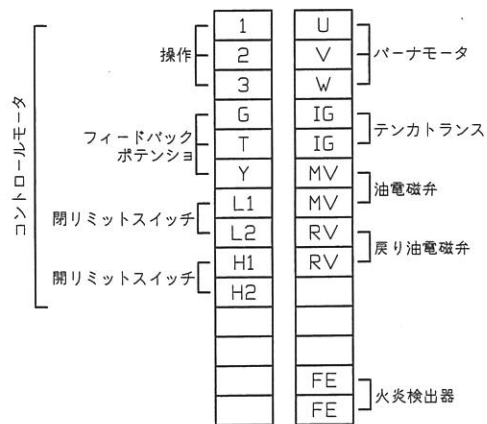 コントロールモータ
操作
1
2
3
フィードバック
ポテンショ
G
T
Y
閉リミットスイッチ
L1
L2
開リミットスイッチ
H1
H2
U
V
W
バーナモータ
IG
IG
テンカトランス
MV
MV
油電磁弁
RV
RV
戻り油電磁弁
FE
FE
火炎検出器